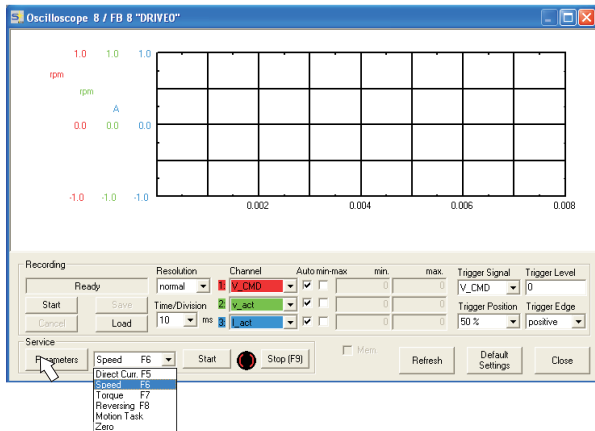 Oscilloscope 8 / FB 8 "DRIVE0"
1.0 1.0 1.0
rpm
rpm
A
0.0 0.0 0.0
-1.0 -1.0 -1.0
0.002 0.004 0.006 0.008
Recording
Ready
Start Save
Cancel Load
Resolution
normal
Time/Division
10 ms
Channel Auto min-max min. max.
1: V_CMD 0 0
2: v_act 0 0
3: I_act 0 0
Trigger Signal Trigger Level
V_CMD 0
Trigger Position Trigger Edge
50 % positive
Service
Parameters Speed F6 Start Stop (F9) Mem Refresh Default Settings Close
Direct Curr. F5
Speed F6
Torque F7
Reversing F8
Motion Task
Zero